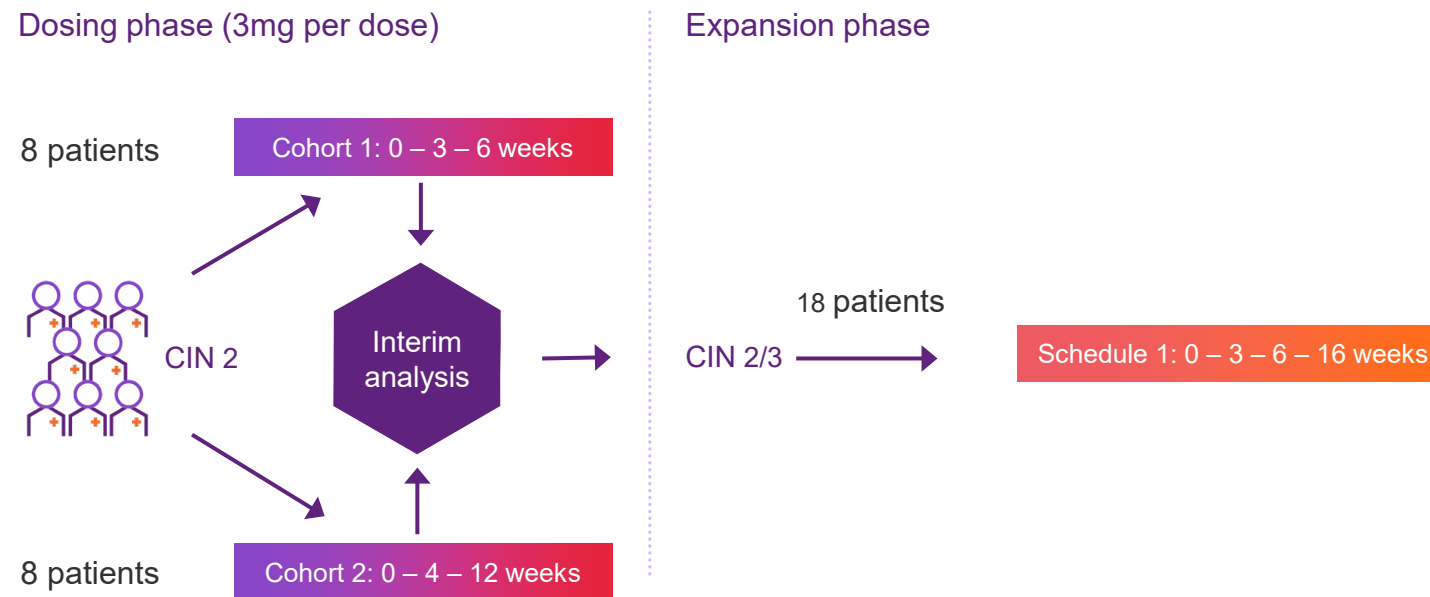 Dosing phase (3mg per dose)
Expansion phase
8 patients
Cohort 1: 0 – 3 – 6 weeks
CIN 2
Interim
analysis
18 patients
CIN 2/3
Schedule 1: 0 – 3 – 6 – 16 weeks
8 patients
Cohort 2: 0 – 4 – 12 weeks